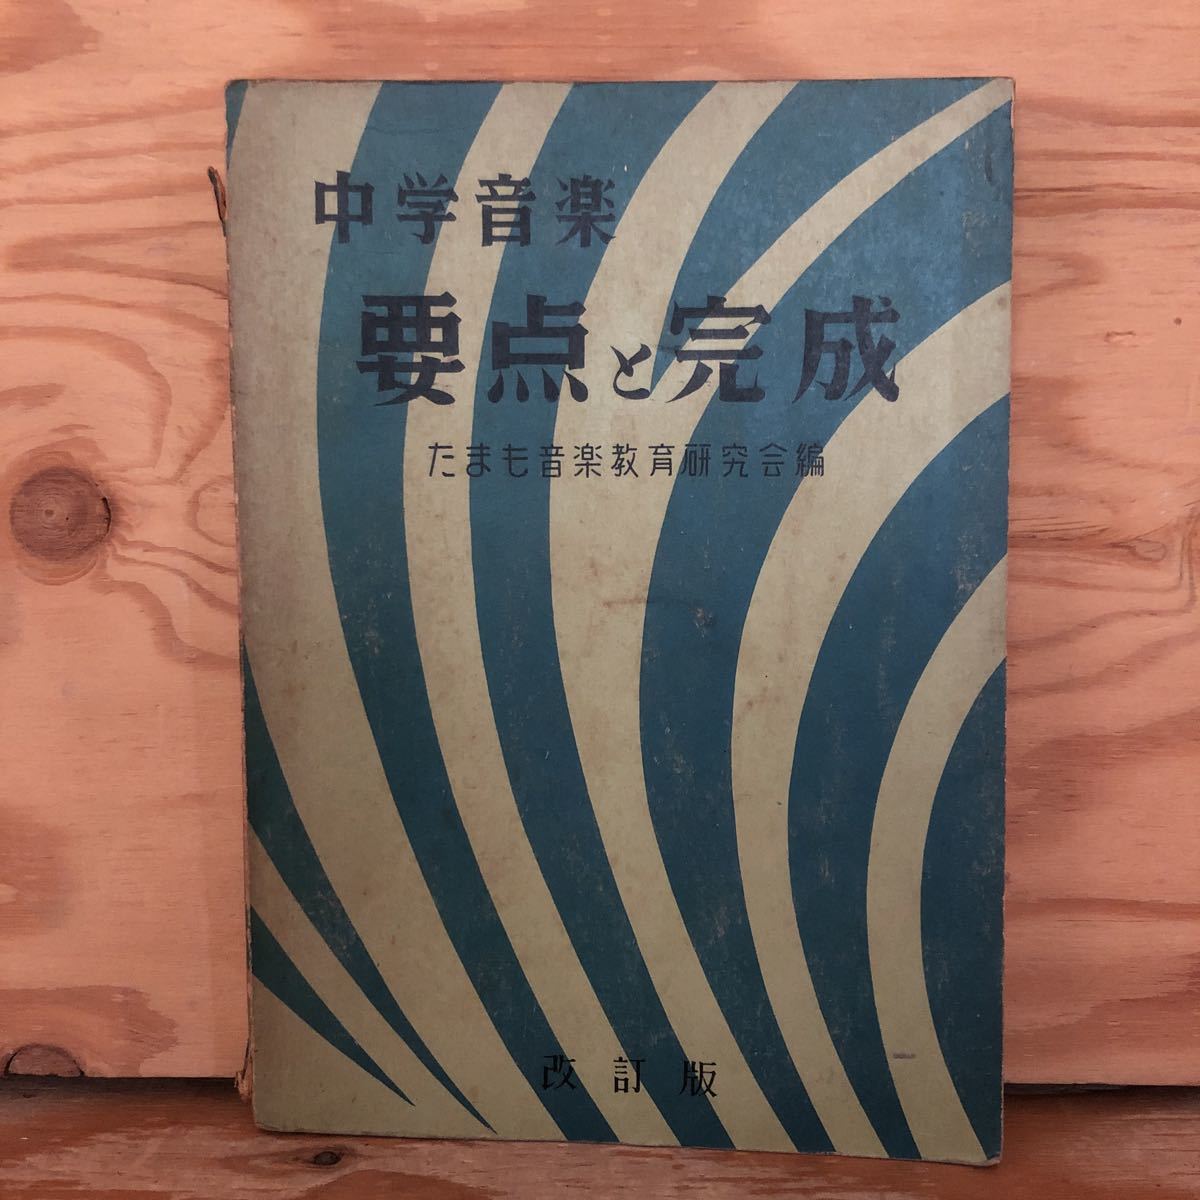 中学音楽
要点と完成
たまも音楽教育研究会編
改訂版